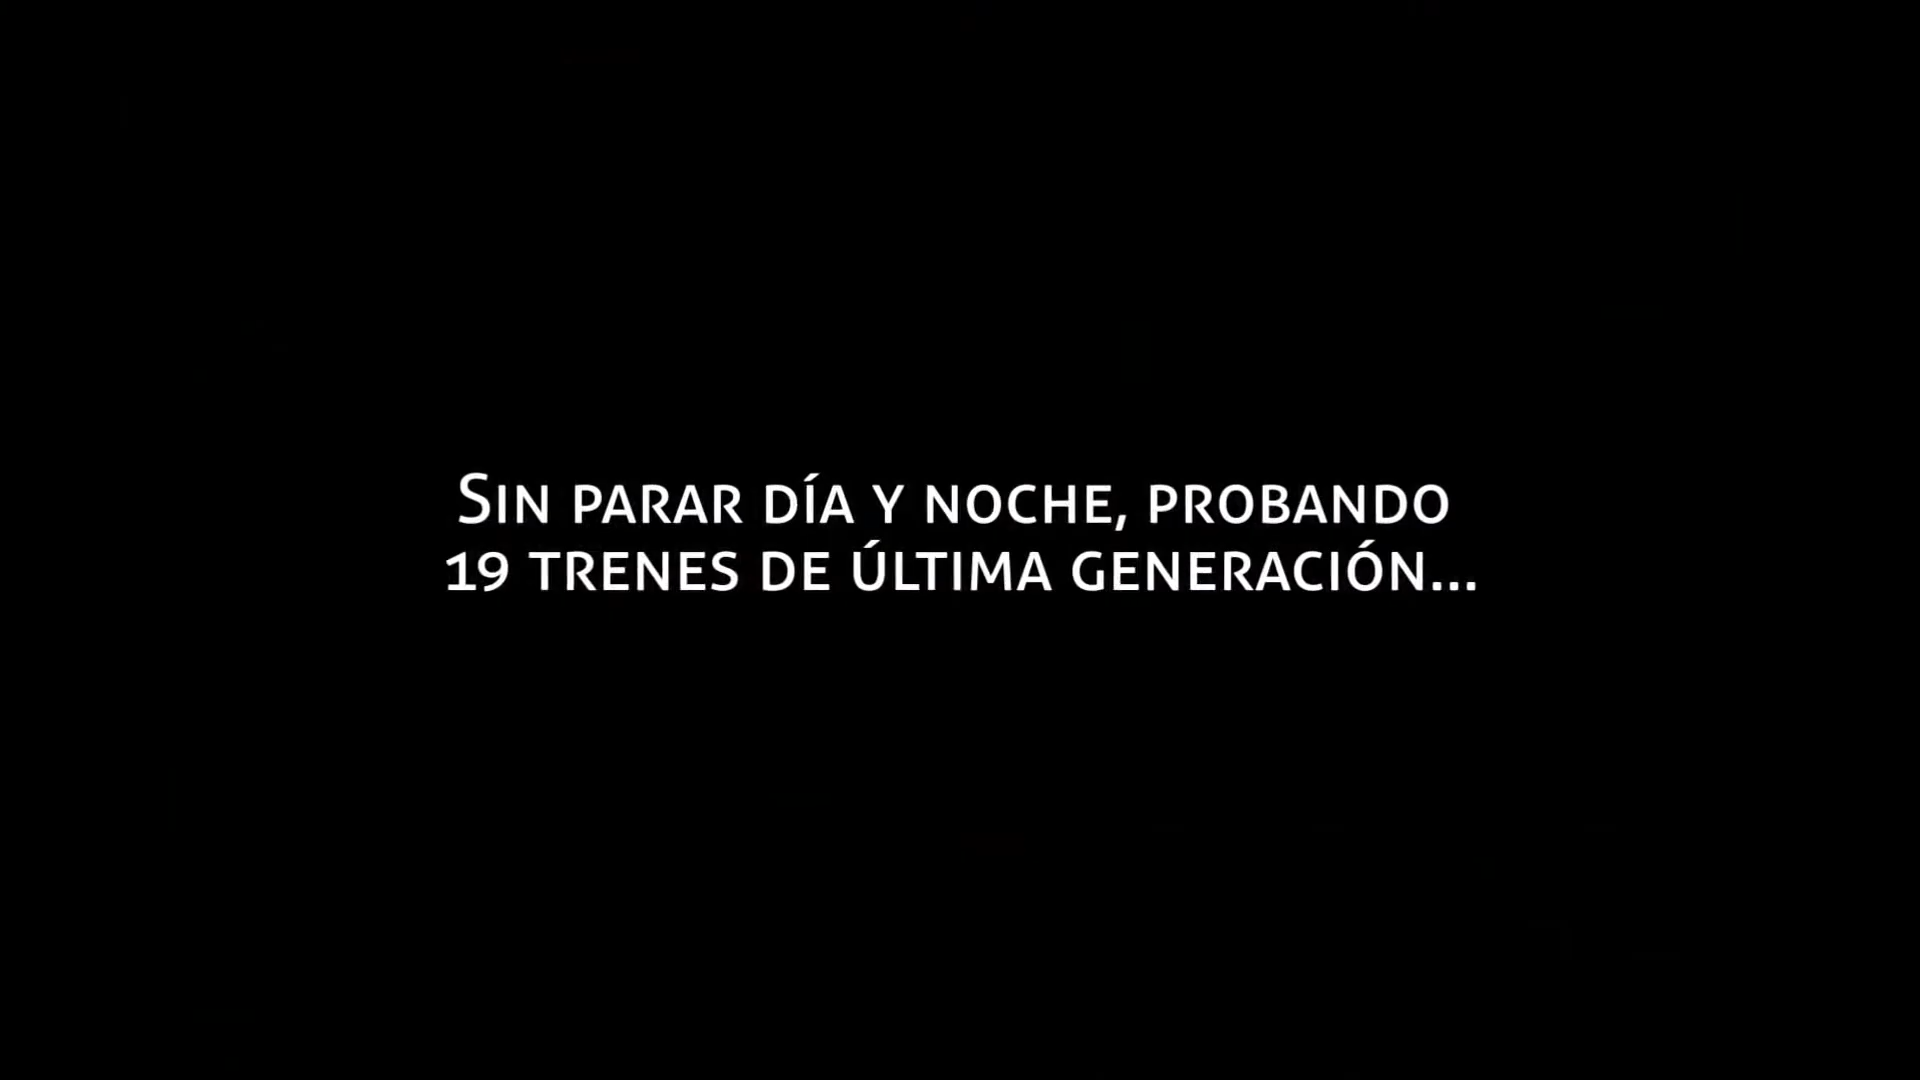 Sin parar día y noche, probando
19 trenes de última generación...